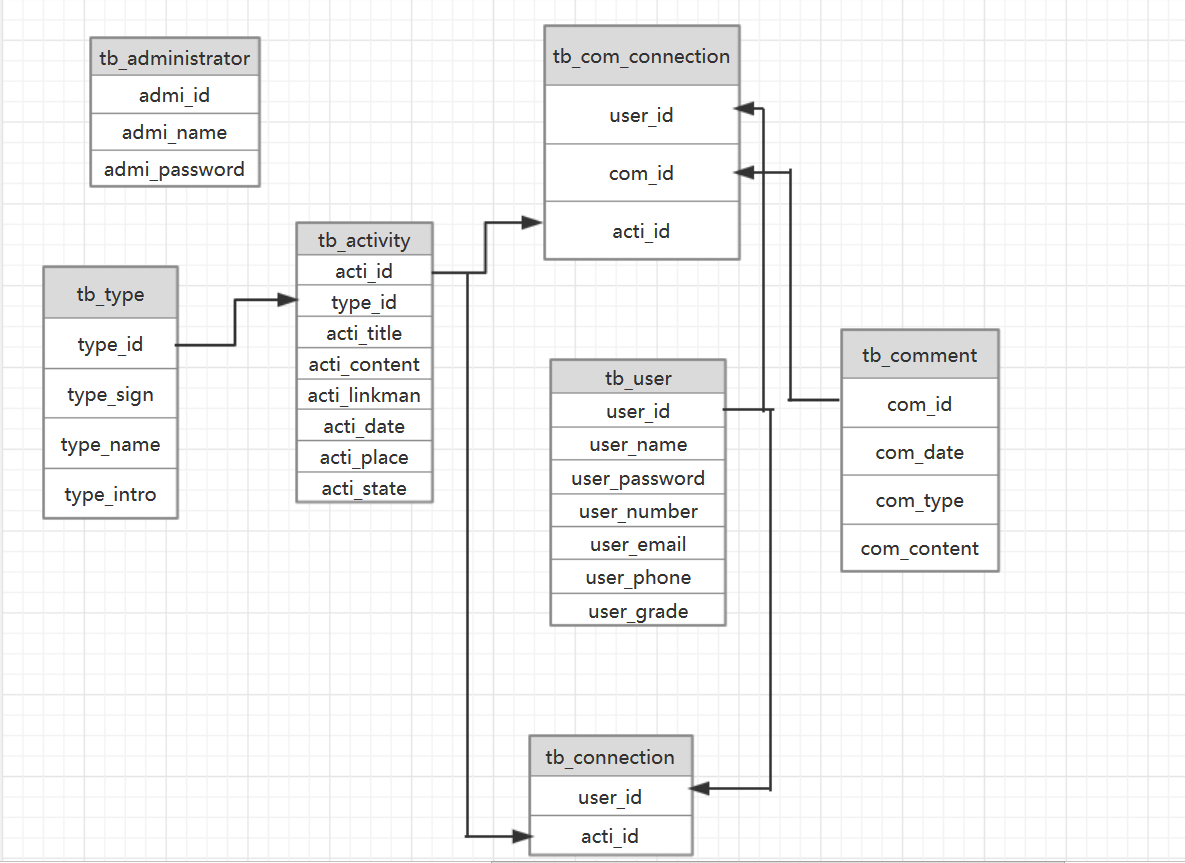 tb_administrator
admi_id
admi_name
admi_password
tb_com_connection
user_id
com_id
acti_id
tb_activity
acti_id
type_id
acti_title
acti_content
acti_linkman
acti_date
acti_place
acti_state
tb_type
type_id
type_sign
type_name
type_intro
tb_user
user_id
user_name
user_password
user_number
user_email
user_phone
user_grade
tb_comment
com_id
com_date
com_type
com_content
tb_connection
user_id
acti_id